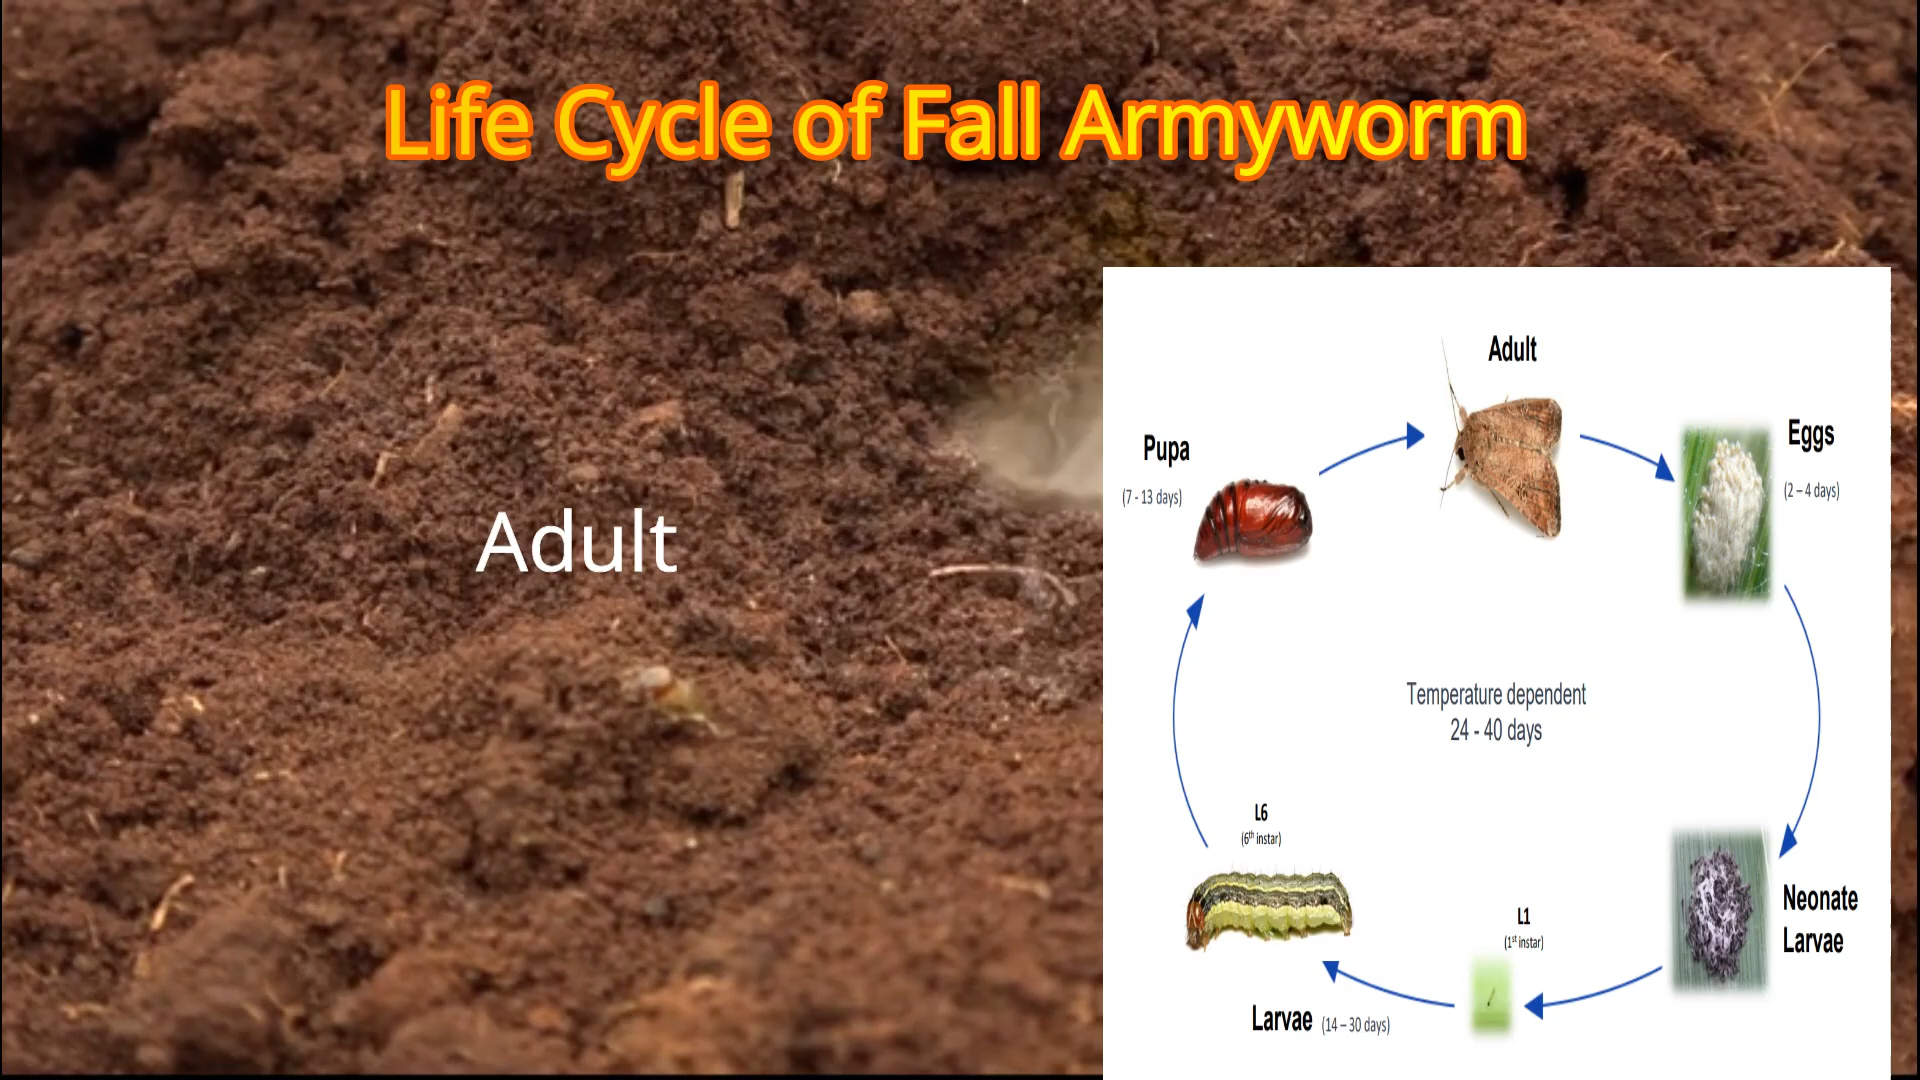 Life Cycle of Fall Armyworm
Adult
Adult
Pupa
(7 - 13 days)
Eggs
(2 – 4 days)
Temperature dependent
24 - 40 days
L6
(6th instar)
L1
(1st instar)
Neonate
Larvae
Larvae (14 – 30 days)